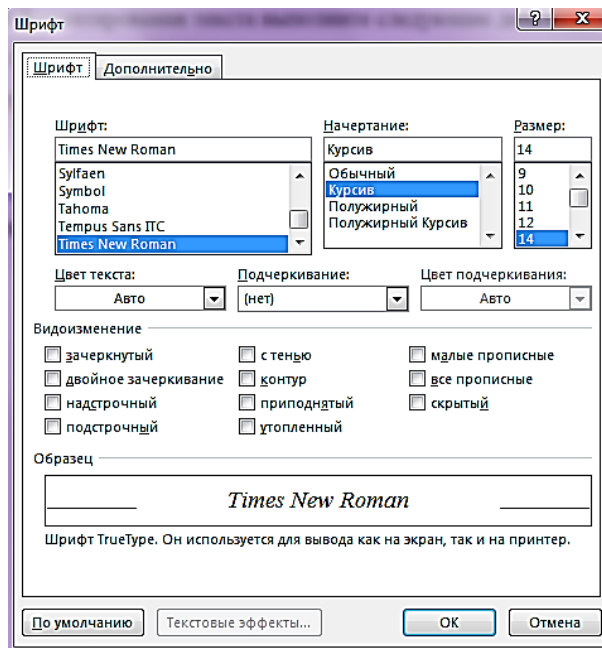 Шрифт
Шрифт Дополнительно
Шрифт: Начертание: Размер:
Times New Roman Курсив 14
Sylfaen Обычный 9
Symbol Курсив 10
Tahoma Полужирный 11
Tempus Sans ITC Полужирный Курсив 12
Times New Roman 14
Цвет текста: Подчеркивание: Цвет подчеркивания:
Авто (нет) Авто
Видоизменение
зачеркнутый с тенью малые прописные
двойное зачеркивание контур все прописные
надстрочный приподнятый скрытый
подстрочный утопленный
Образец
Times New Roman
Шрифт TrueType. Он используется для вывода как на экран, так и на принтер.
По умолчанию Текстовые эффекты... ОК Отмена